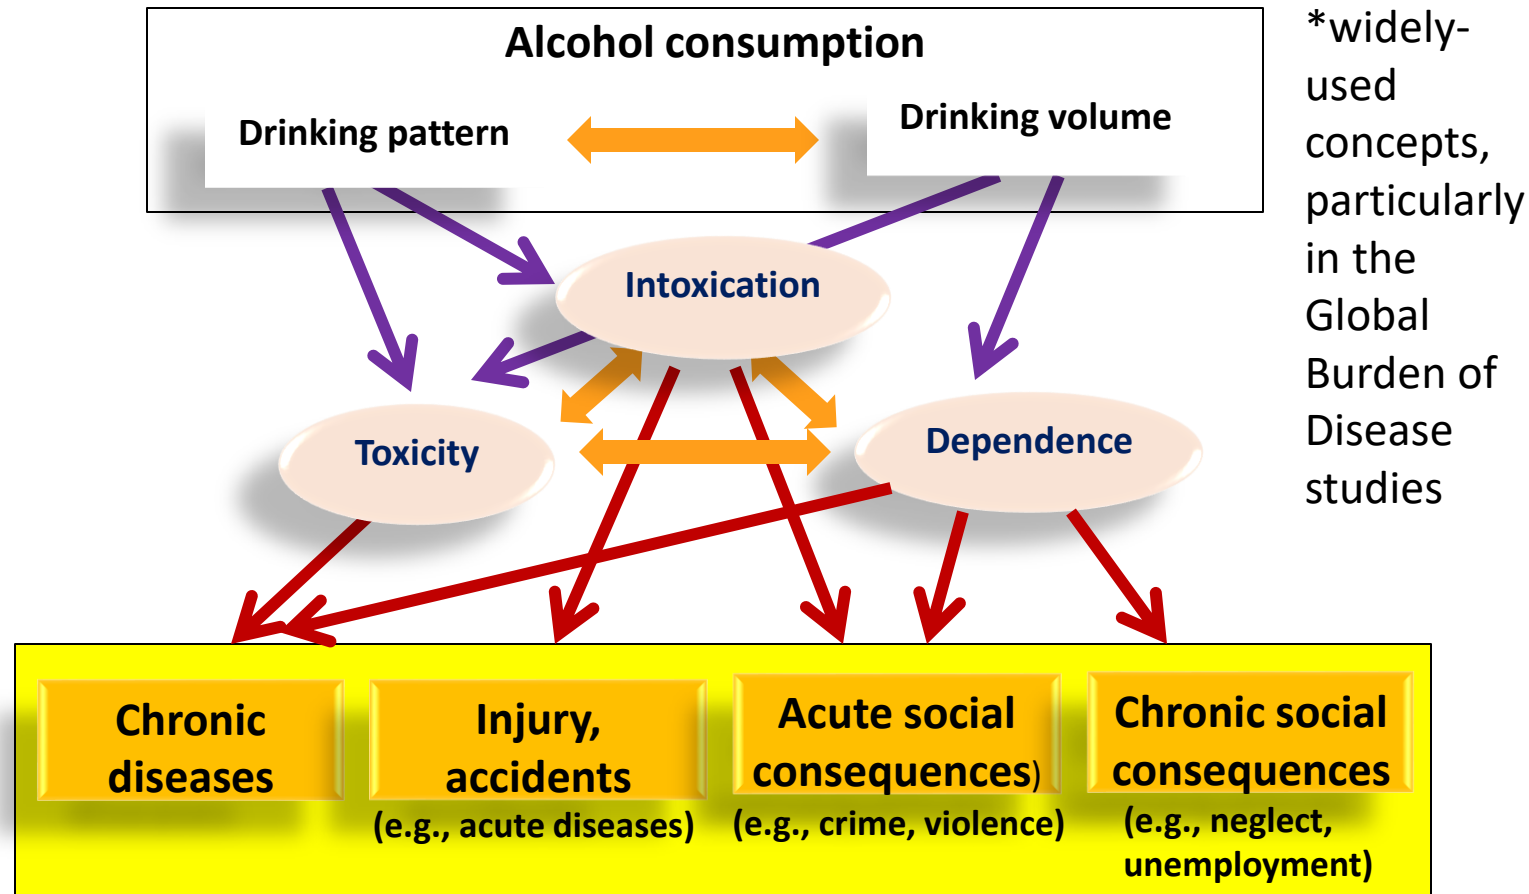 Alcohol consumption
Drinking pattern
Drinking volume
Intoxication
Toxicity
Dependence
Chronic
diseases
Injury,
accidents
(e.g., acute diseases)
Acute social
consequences)
(e.g., crime, violence)
Chronic social
consequences
(e.g., neglect,
unemployment)
*widely-
used
concepts,
particularly
in the
Global
Burden of
Disease
studies